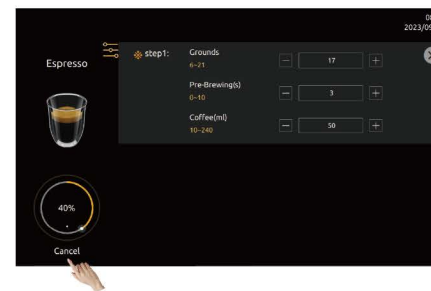 2023/09
Espresso
step1:
Grounds
6~21
17
Pre-Brewing(s)
0~10
3
Coffee(ml)
10~240
50
40%
Cancel